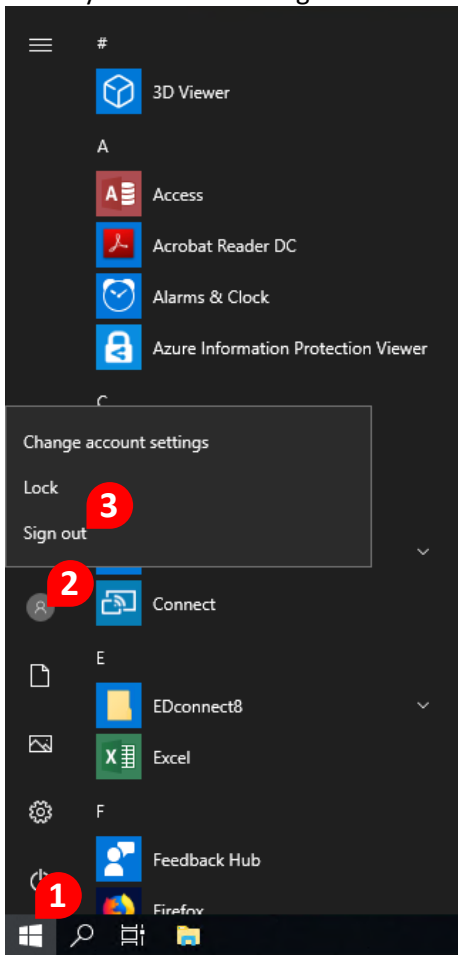 #
3D Viewer
A
Access
Acrobat Reader DC
Alarms & Clock
Azure Information Protection Viewer
C
Change account settings
Lock
3
Sign out
2
Connect
E
EDconnect8
Excel
F
Feedback Hub
1
Firefox